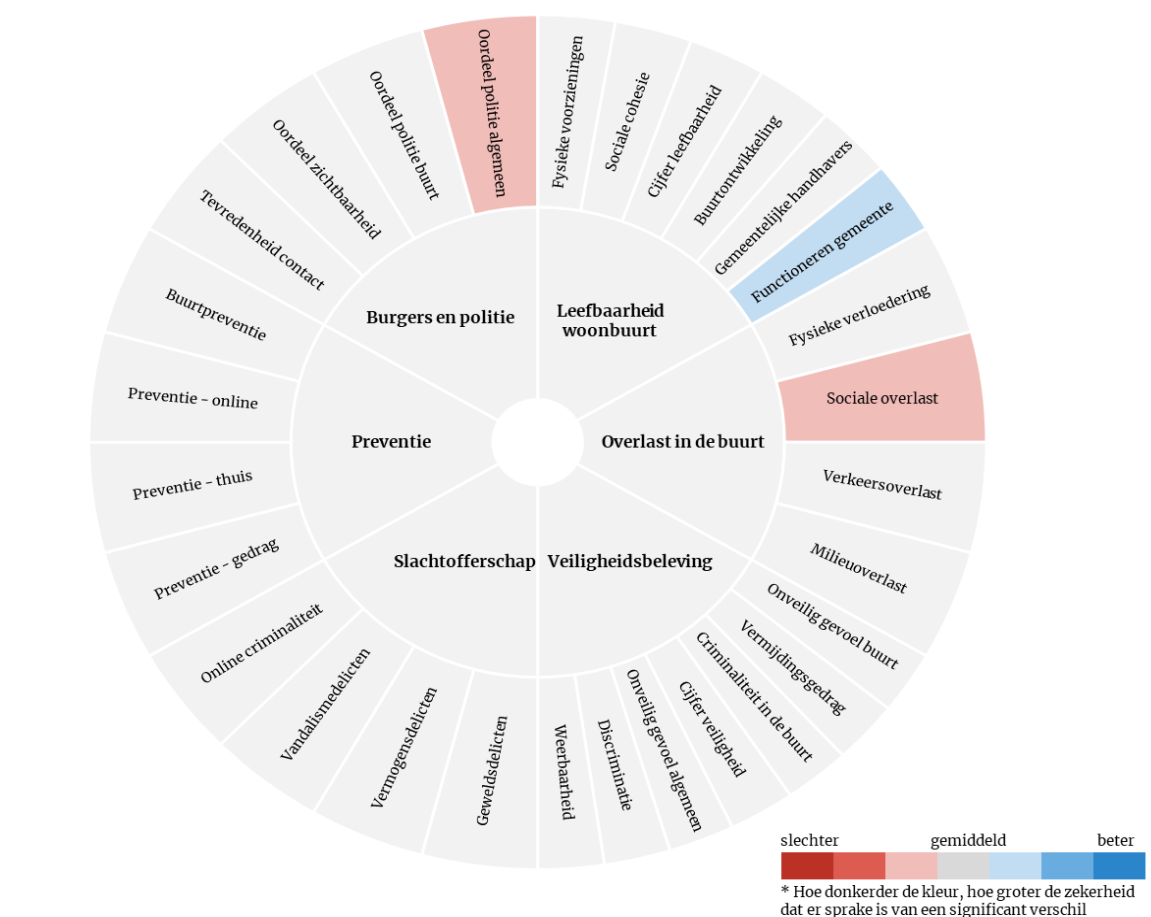 Oordeel politie algemeen
Fysieke voorzieningen
Sociale cohesie
Cijfer leefbaarheid
Buurtontwikkeling
Gemeentelijke handhavers
Functioneren gemeente
Fysieke verloedering
Sociale overlast
Verkeersoverlast
Milieuoverlast
Onveilig gevoel buurt
Vermijdingsgedrag
Criminaliteit in de buurt
Cijfer veiligheid
Onveilig gevoel algemeen
Discriminatie
Weerbaarheid
Geweldsdelicten
Vermogensdelicten
Vandalismedelicten
Online criminaliteit
Preventie - gedrag
Preventie - thuis
Preventie - online
Buurtpreventie
Tevredenheid contact
Oordeel zichtbaarheid
Oordeel politie buurt
Burgers en politie
Leefbaarheid
woonbuurt
Preventie
Overlast in de buurt
Slachtofferschap
Veiligheidsbeleving
slechter
gemiddeld
beter
* Hoe donkerder de kleur, hoe groter de zekerheid
dat er sprake is van een significant verschil